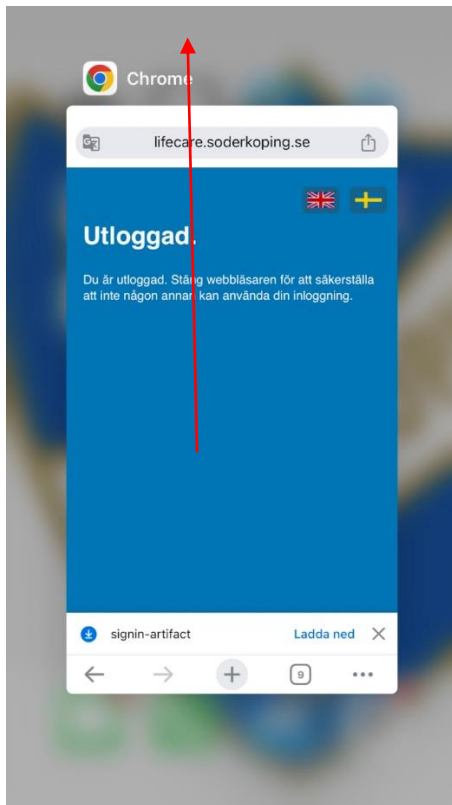 Chrome
lifecare.soderkoping.se
Utloggad.
Du är utloggad. Stäng webbläsaren för att säkerställa
att inte någon annan kan använda din inloggning.
signin-artifact Ladda ned
9